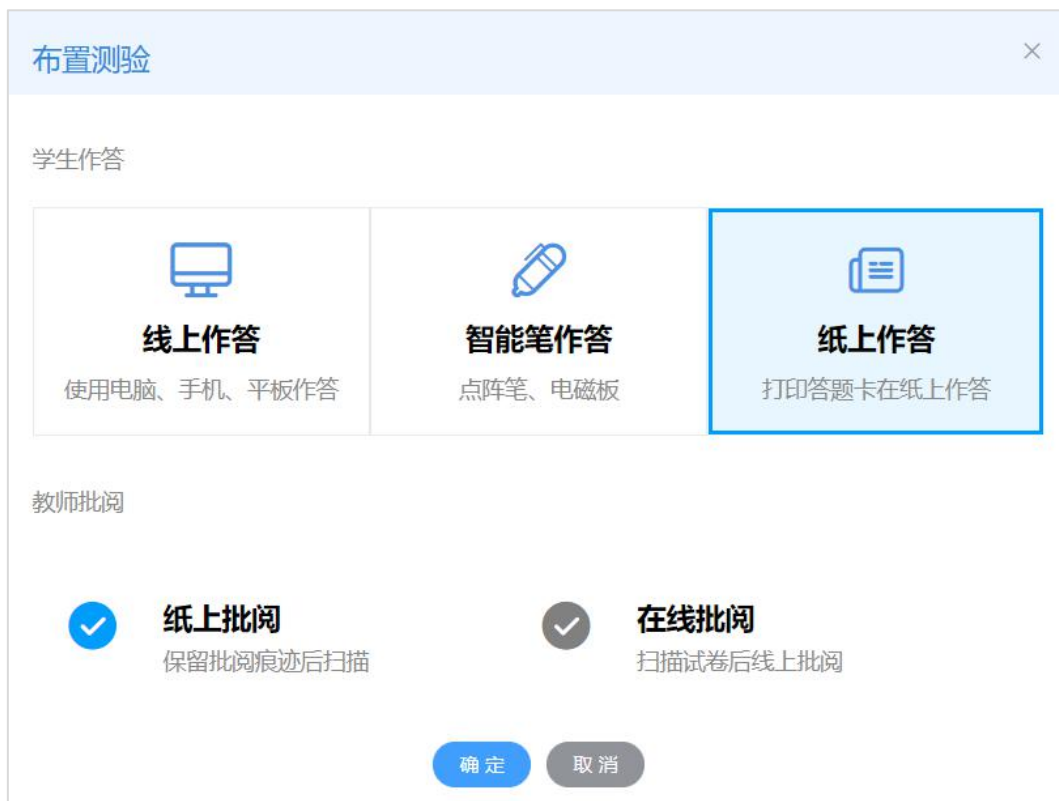 布置测验
学生作答
线上作答
使用电脑、手机、平板作答
智能笔作答
点阵笔、电磁板
纸上作答
打印答题卡在纸上作答
教师批阅
纸上批阅
保留批阅痕迹后扫描
在线批阅
扫描试卷后线上批阅
确定
取消